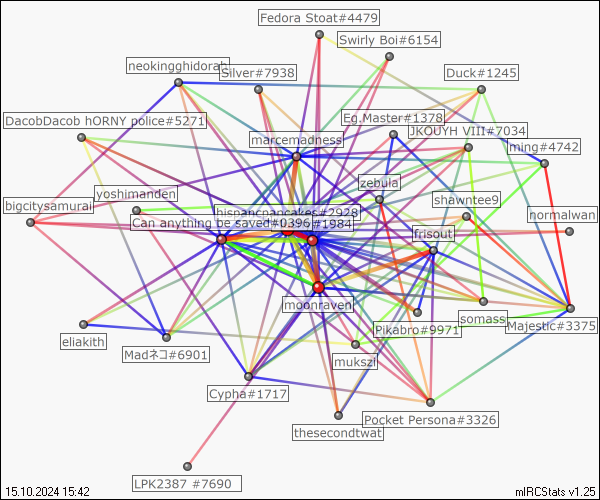 Fedora Stoat#4479
Swirly Boi#6154
neokingghidorah
Silver#7938
Duck#1245
DacobDacob hORNY police#5271
Eg.Master#1378
JKOUYH VIII#7034
marcemadness
ming#4742
zebula
yoshimanden
shawntee9
bigcitysamurai
hispancpancakes#2928
normalwan
Can anything be saved#0396
#1984
frisout
moonraven
somass
Majestic#3375
Pikabro#9971
eliakith
Madネコ#6901
mukszi
Cypha#1717
Pocket Persona#3326
thesecondtwat
LPK2387 #7690
15.10.2024 15:42
mIRCStats v1.25